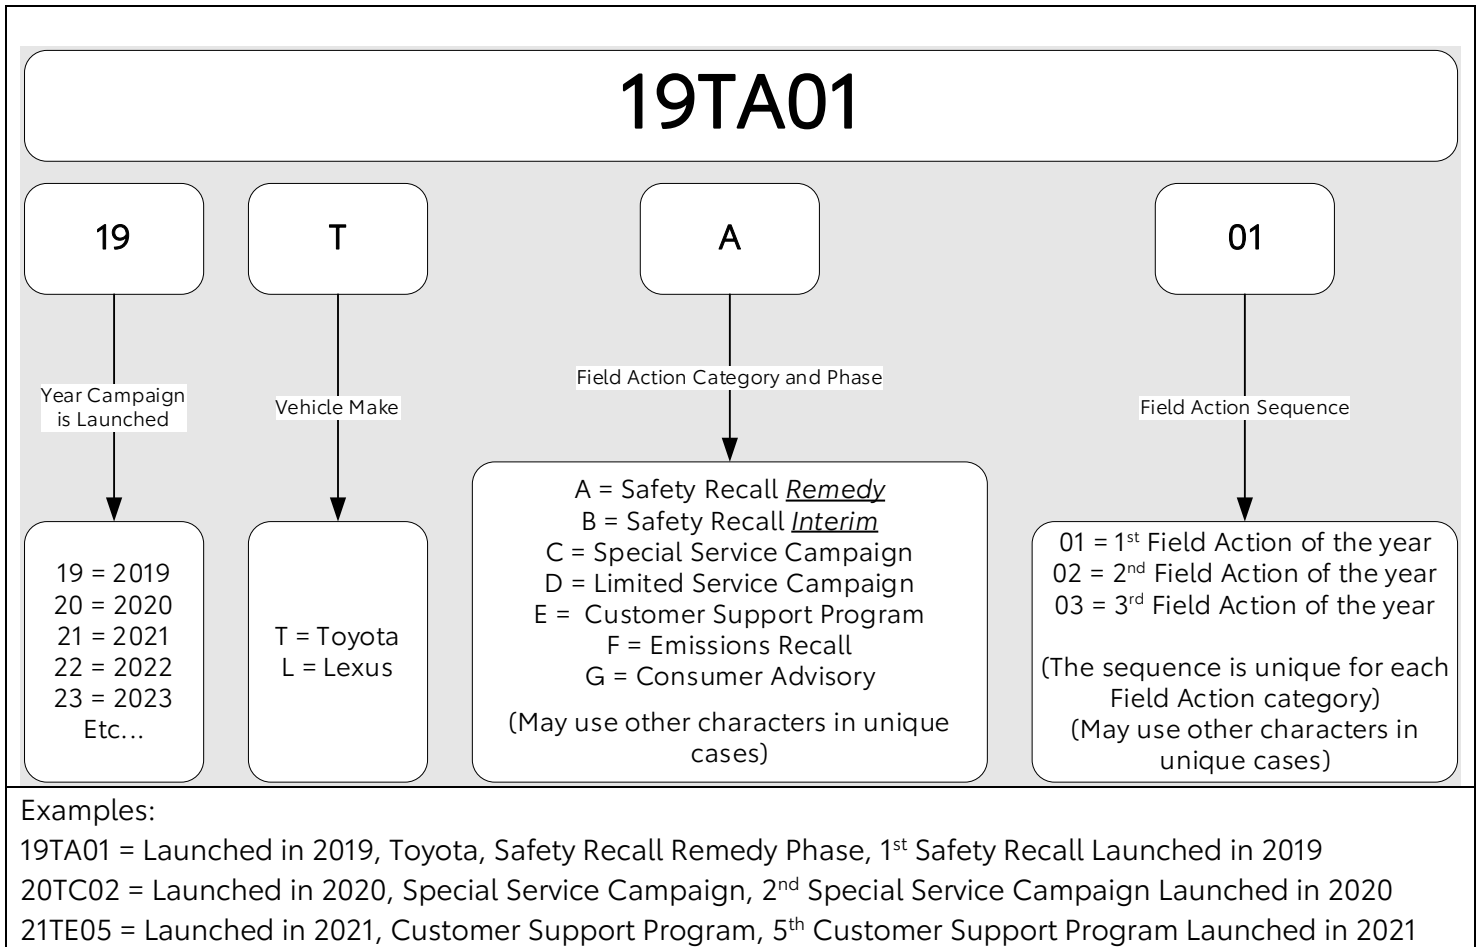 19TA01
19
T
A
01
Year Campaign
is Launched
Vehicle Make
Field Action Category and Phase
Field Action Sequence
19 = 2019
20 = 2020
21 = 2021
22 = 2022
23 = 2023
Etc...
T = Toyota
L = Lexus
A = Safety Recall Remedy
B = Safety Recall Interim
C = Special Service Campaign
D = Limited Service Campaign
E =  Customer Support Program
F = Emissions Recall
G = Consumer Advisory
(May use other characters in unique
cases)
01 = 1st Field Action of the year
02 = 2nd Field Action of the year
03 = 3rd Field Action of the year
(The sequence is unique for each
Field Action category)
(May use other characters in
unique cases)
Examples:
19TA01 = Launched in 2019, Toyota, Safety Recall Remedy Phase, 1st Safety Recall Launched in 2019
20TC02 = Launched in 2020, Special Service Campaign, 2nd Special Service Campaign Launched in 2020
21TE05 = Launched in 2021, Customer Support Program, 5th Customer Support Program Launched in 2021